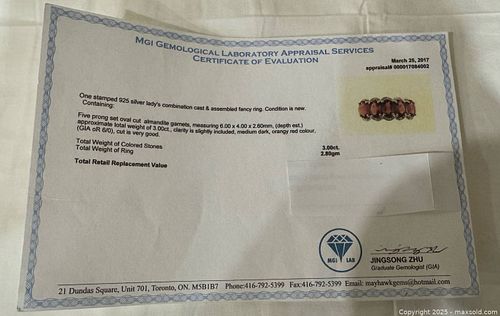 MGI GEMOLOGICAL LABORATORY APPRAISAL SERVICES
CERTIFICATE OF EVALUATION
March 25, 2017
appraisal# 000017084002
One stamped 925 silver lady's combination cast & assembled fancy ring. Condition is new.
Containing:
Five prong set oval cut almandite garnets, measuring 6.00 x 4.00 x 2.60mm, (depth est.)
approximate total weight of 3.00ct., clarity is slightly included, medium dark, orangy red colour,
(GIA oR 6/0), cut is very good.
Total Weight of Colored Stones 3.00ct.
Total Weight of Ring 2.80gm
Total Retail Replacement Value
MGI LAB
JINGSONG ZHU
Graduate Gemologist (GIA)
21 Dundas Square, Unit 701, Toronto, ON. M5B1B7 Phone:416-792-5399 Fax:416-792-5399 Email: mayhawkgems@hotmail.com
Copyright 2025 - maxsold.com